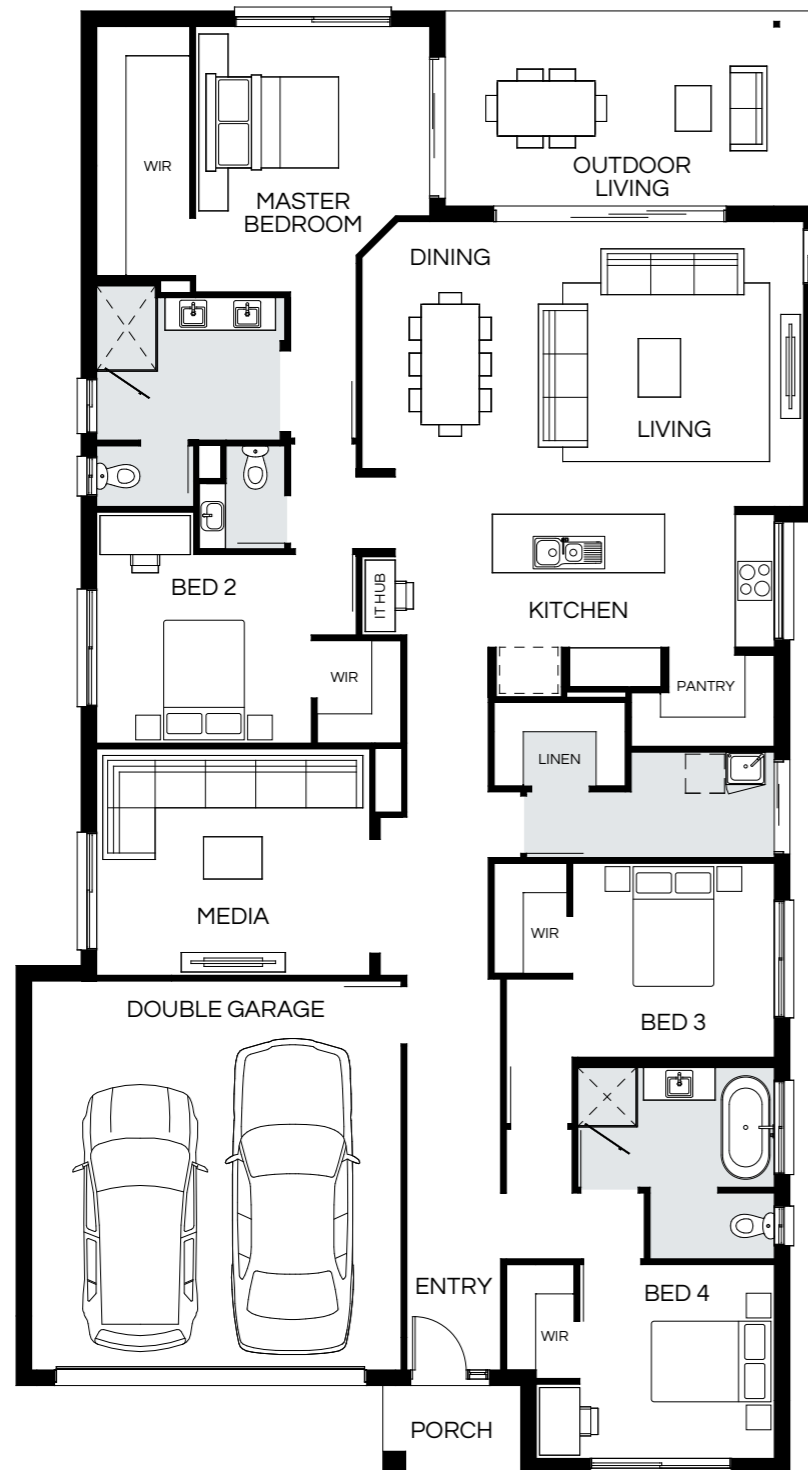 WIR
MASTER
BEDROOM
OUTDOOR
LIVING
DINING
LIVING
BED 2
IT HUB
KITCHEN
WIR
PANTRY
LINEN
MEDIA
WIR
DOUBLE GARAGE
BED 3
ENTRY
BED 4
WIR
PORCH